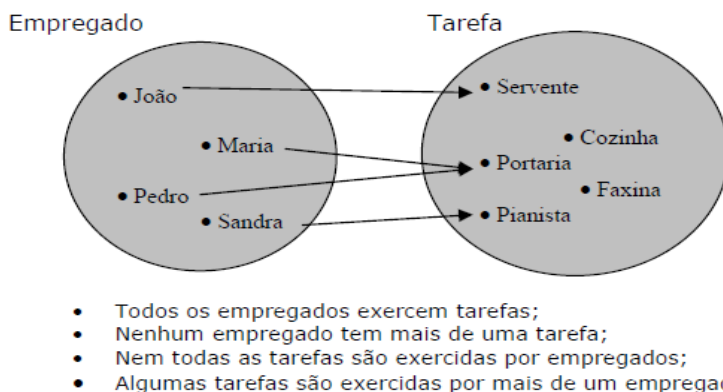 Empregado
Tarefa
• João
• Servente
• Maria
• Cozinha
• Portaria
• Pedro
• Faxina
• Sandra
• Pianista
• Todos os empregados exercem tarefas;
• Nenhum empregado tem mais de uma tarefa;
• Nem todas as tarefas são exercidas por empregados;
• Algumas tarefas são exercidas por mais de um